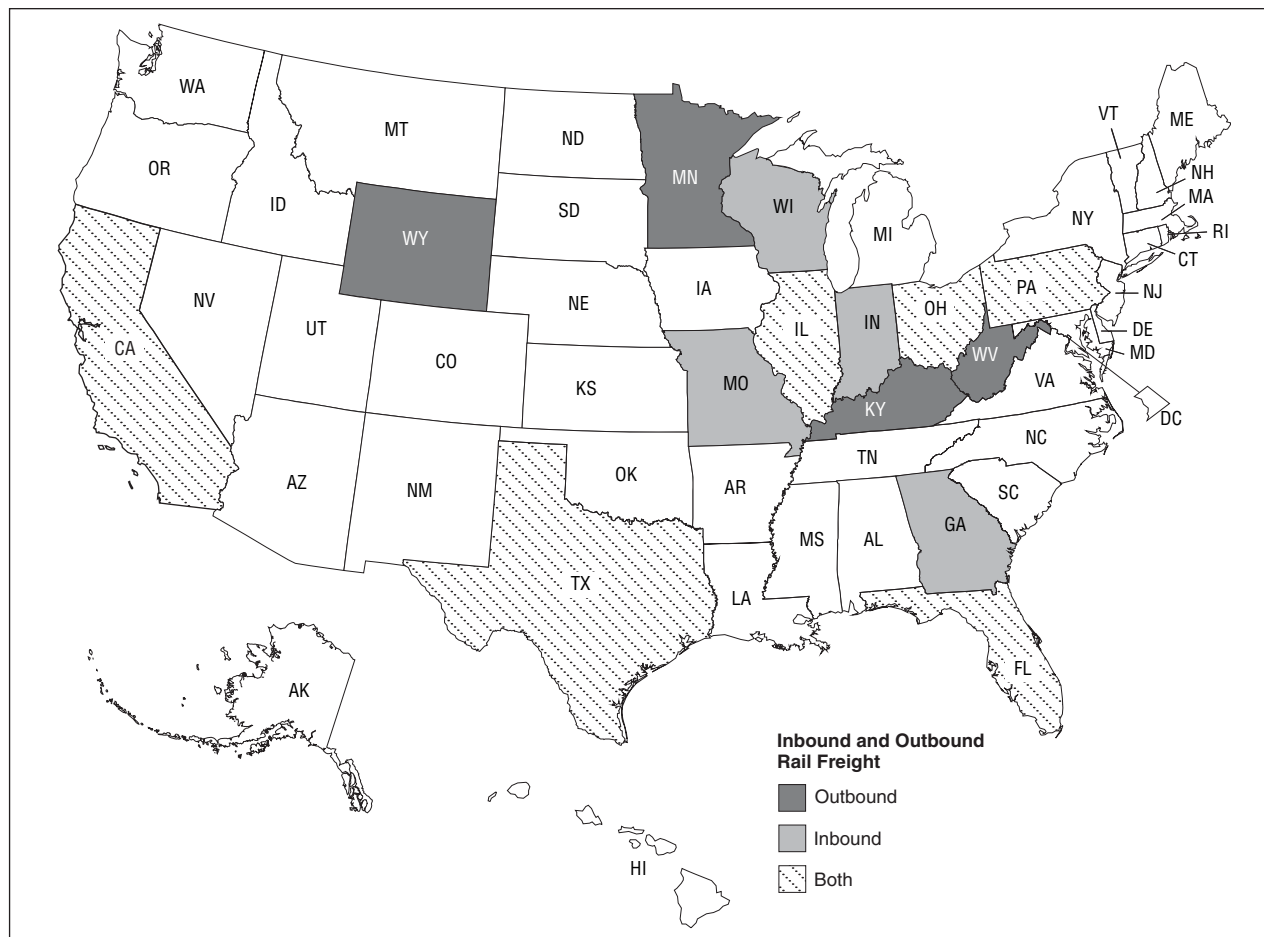 WA
MT
ND
MN
OR
ID
WY
SD
WI
MI
VT
ME
NH
MA
NY
RI
CT
NV
UT
CO
NE
IA
IL
IN
OH
PA
NJ
DE
MD
CA
KS
MO
KY
WV
VA
DC
AZ
NM
OK
AR
TN
NC
SC
MS
AL
GA
TX
LA
FL
AK
HI
Inbound and Outbound
Rail Freight
Outbound
Inbound
Both